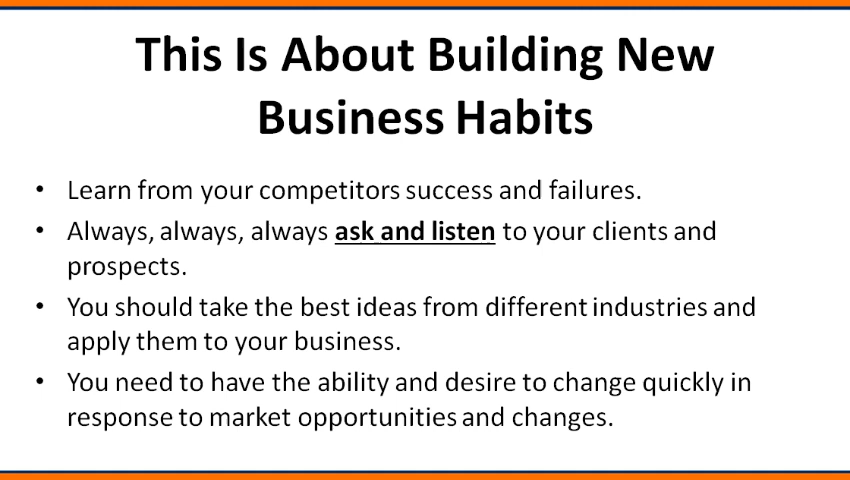 This Is About Building New
Business Habits
• Learn from your competitors success and failures.
• Always, always, always ask and listen to your clients and
prospects.
• You should take the best ideas from different industries and
apply them to your business.
• You need to have the ability and desire to change quickly in
response to market opportunities and changes.